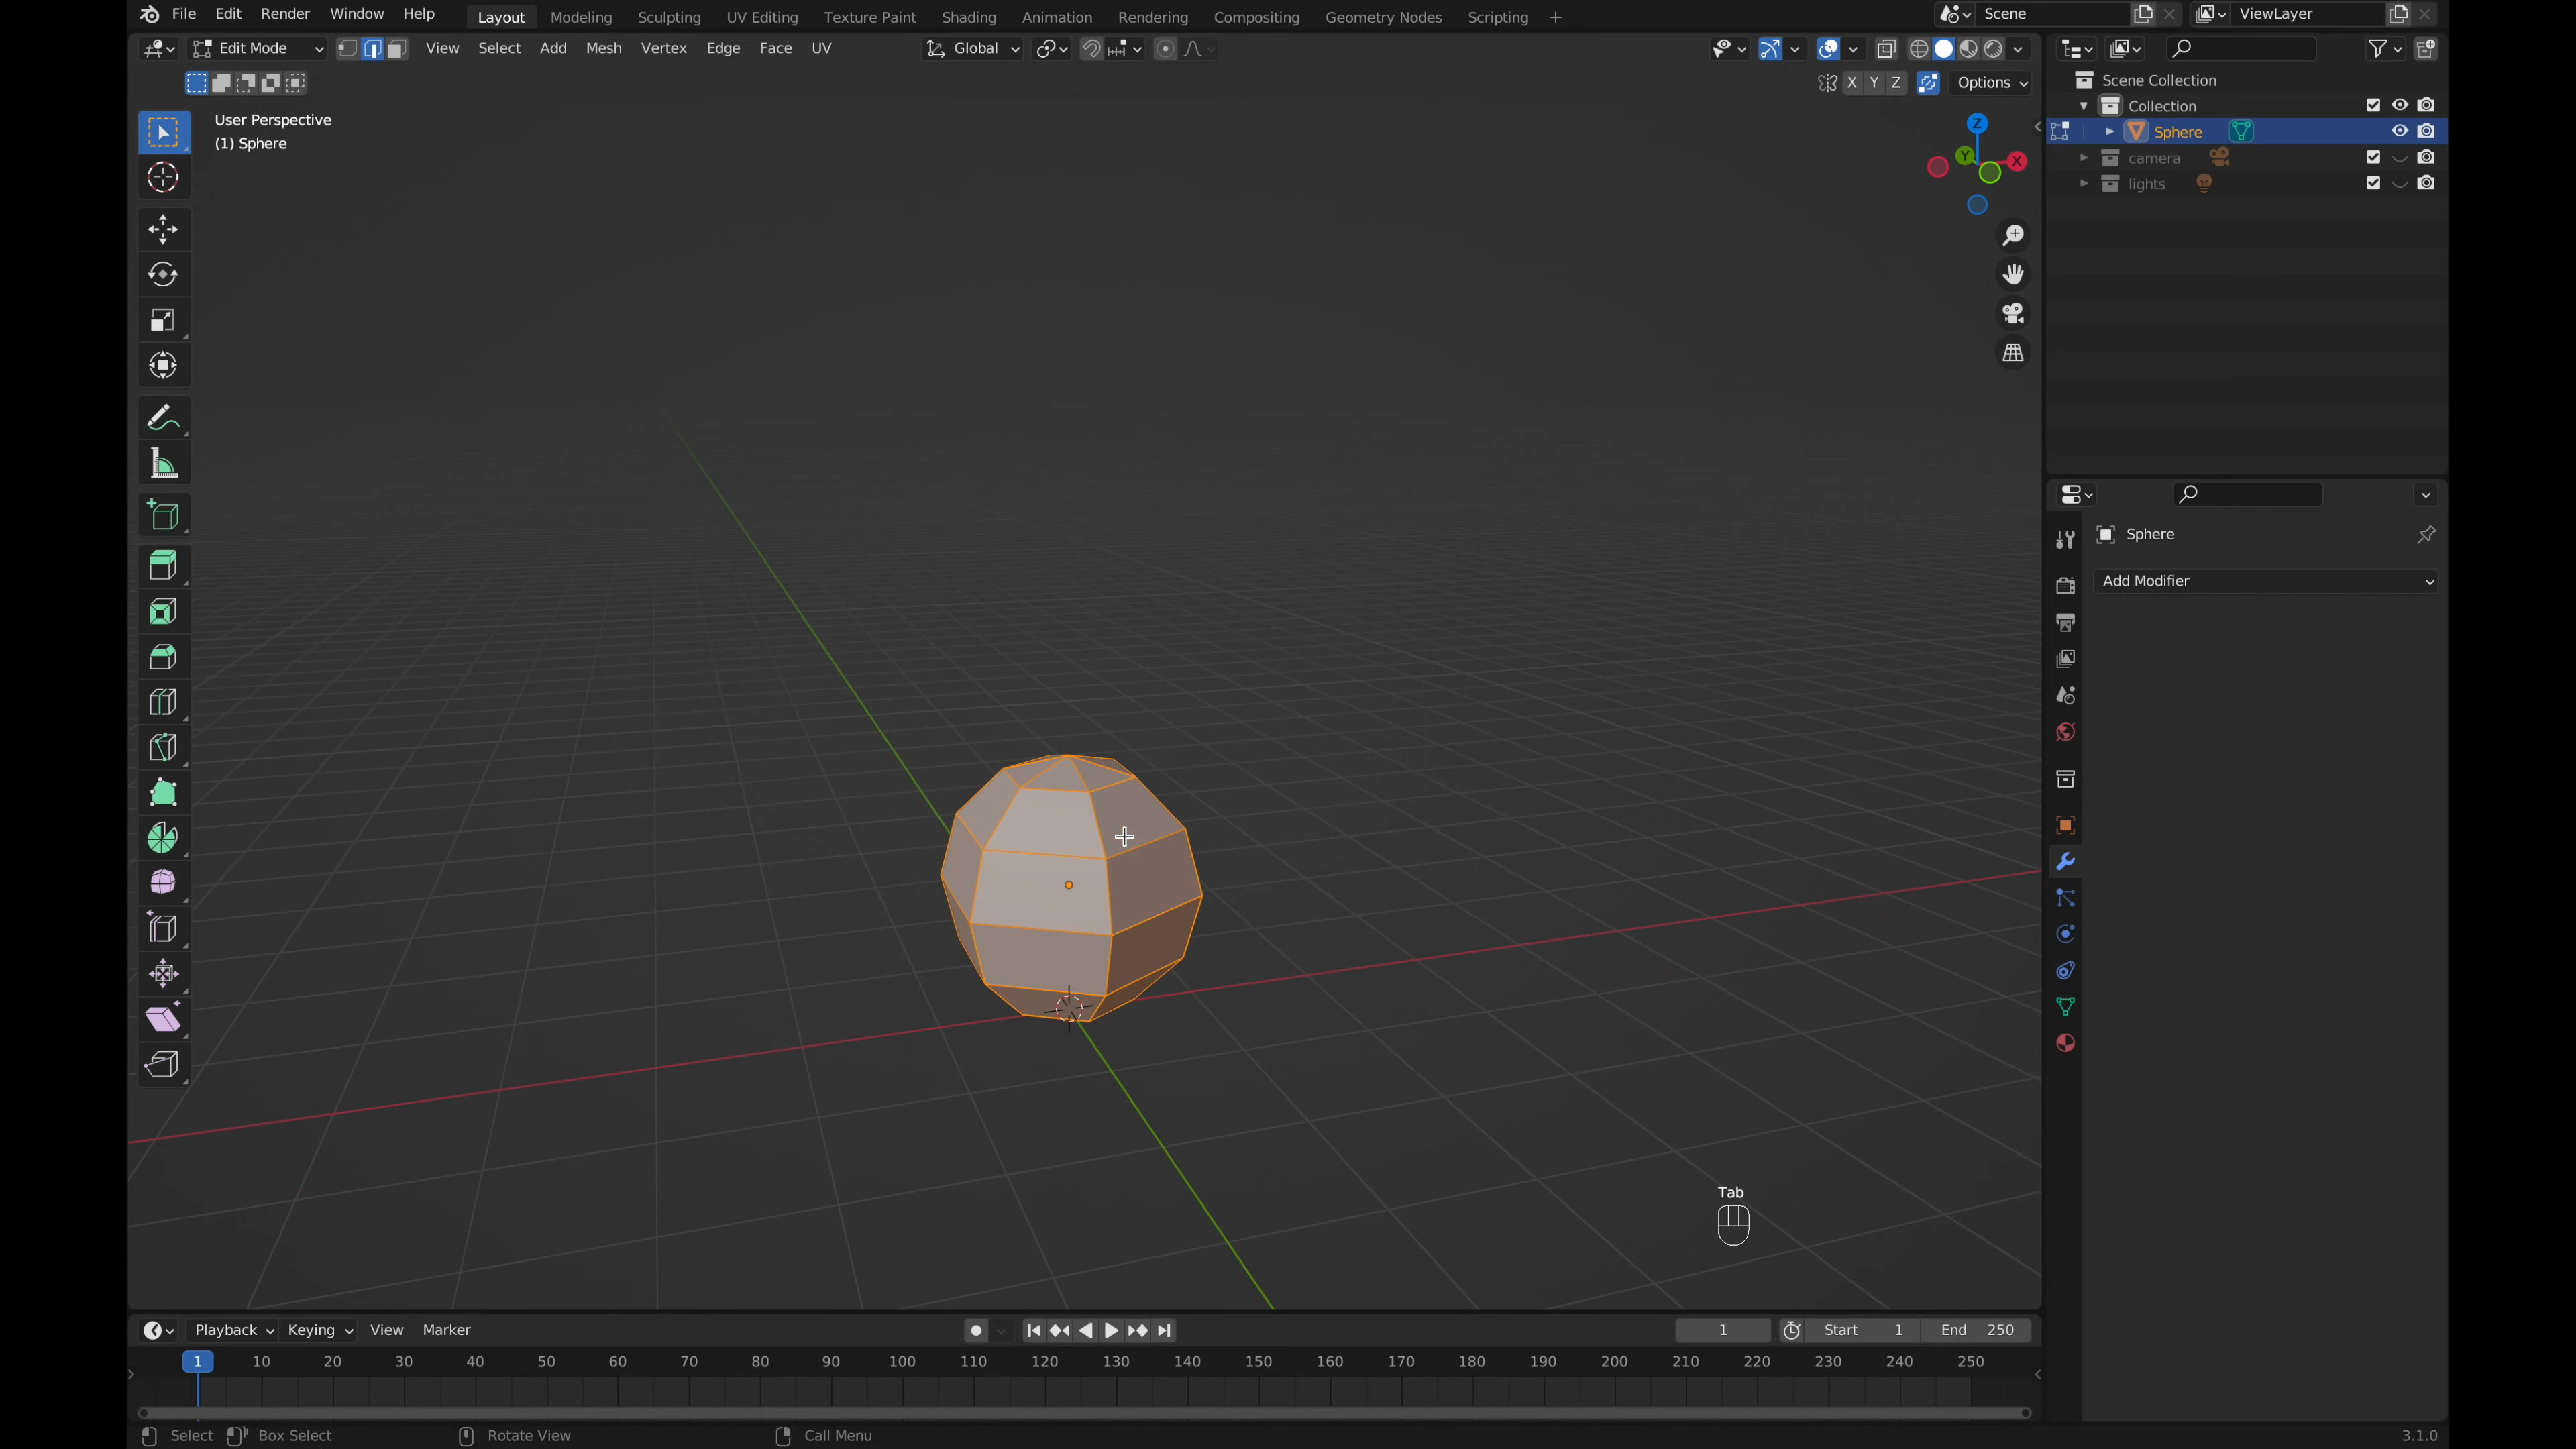 File Edit Render Window Help Layout Modeling Sculpting UV Editing Texture Paint Shading Animation Rendering Compositing Geometry Nodes Scripting + Scene ViewLayer
Edit Mode View Select Add Mesh Vertex Edge Face UV Global
X Y Z Options
User Perspective
(1) Sphere
Z
Y
X
Scene Collection
Collection
Sphere
camera
lights
Sphere
Add Modifier
Tab
Playback Keying View Marker 1 Start 1 End 250
1 10 20 30 40 50 60 70 80 90 100 110 120 130 140 150 160 170 180 190 200 210 220 230 240 250
Select Box Select Rotate View Call Menu 3.1.0